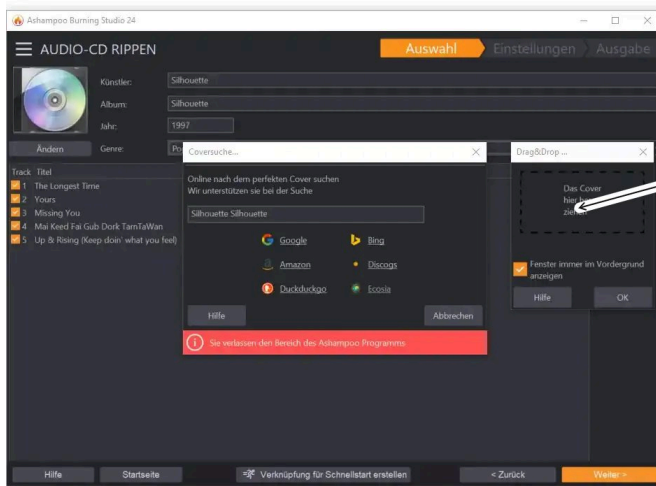 Ashampoo Burning Studio 24
AUDIO-CD RIPPEN
Auswahl
Einstellungen
Ausgabe
Künstler:
Silhouette
Album:
Silhouette
Jahr:
1997
Ändern
Genre:
Po
Track Titel
1 The Longest Time
2 Yours
3 Missing You
4 Mai Keed Fai Gub Dork TarnTaWan
5 Up & Rising (Keep doin' what you feel)
Coversuche...
Online nach dem perfekten Cover suchen
Wir unterstützen sie bei der Suche
Silhouette Silhouette
Google
Bing
Amazon
Discogs
Duckduckgo
Ecosia
Hilfe
Abbrechen
Sie verlassen den Bereich des Ashampoo Programms
Drag&Drop ...
Das Cover
hier
ziehen
Fenster immer im Vordergrund
anzeigen
Hilfe
OK
Hilfe
Startseite
Verknüpfung für Schnellstart erstellen
< Zurück
Weiter >